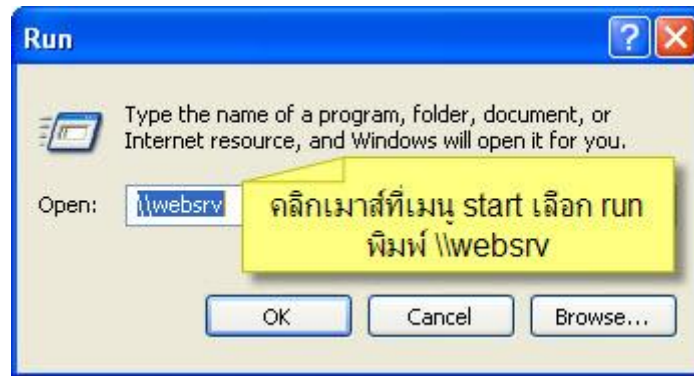 Run
Type the name of a program, folder, document, or
Internet resource, and Windows will open it for you.
Open:
\\websrv
คลิกเมาส์ที่เมนู start เลือก run
พิมพ์ \\websrv
OK
Cancel
Browse...